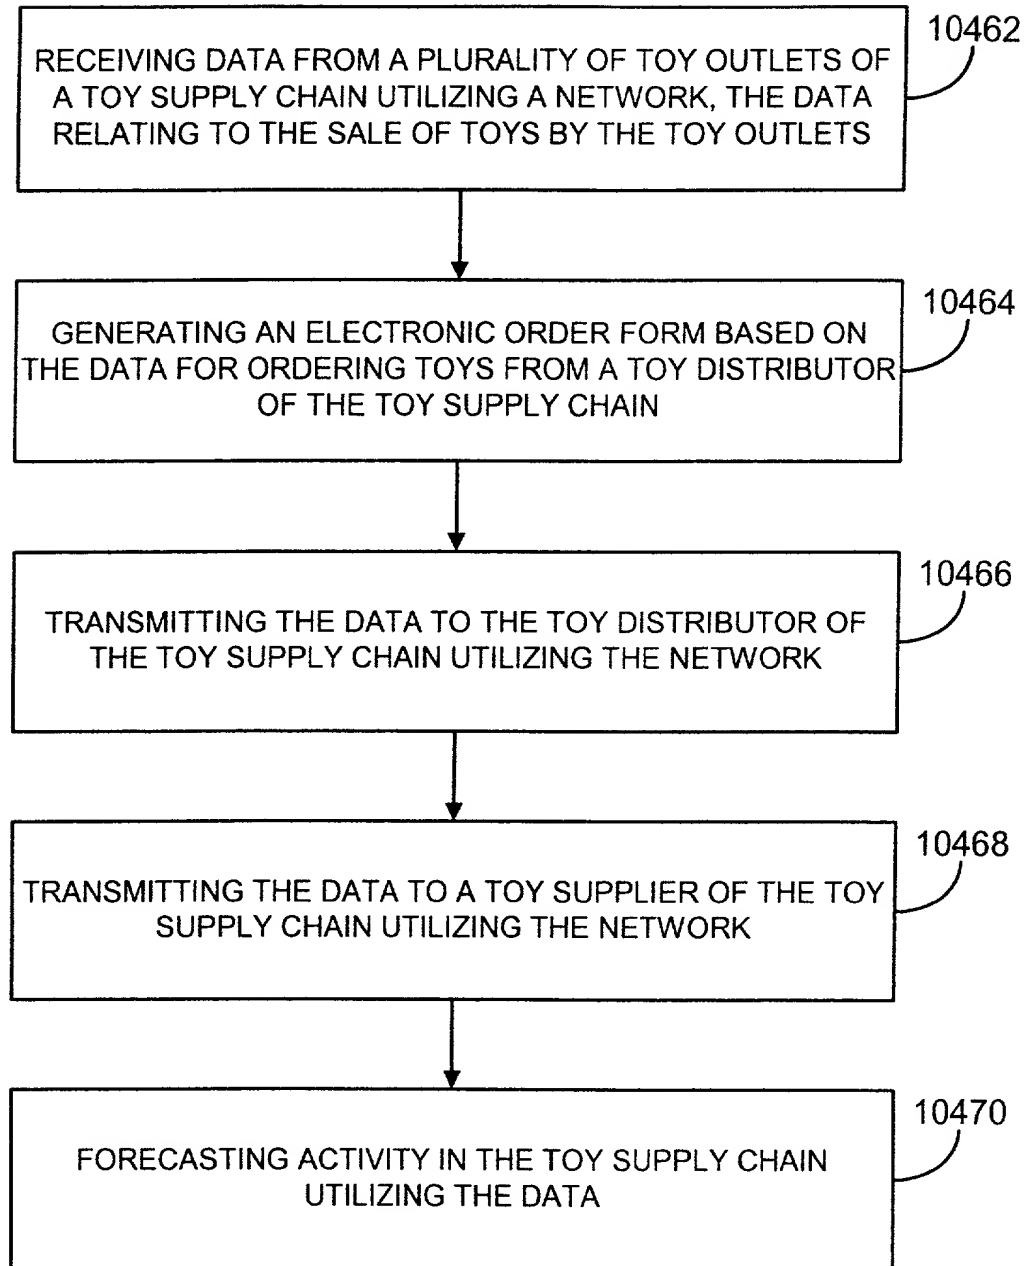 10462
RECEIVING DATA FROM A PLURALITY OF TOY OUTLETS OF
A TOY SUPPLY CHAIN UTILIZING A NETWORK, THE DATA
RELATING TO THE SALE OF TOYS BY THE TOY OUTLETS
10464
GENERATING AN ELECTRONIC ORDER FORM BASED ON
THE DATA FOR ORDERING TOYS FROM A TOY DISTRIBUTOR
OF THE TOY SUPPLY CHAIN
10466
TRANSMITTING THE DATA TO THE TOY DISTRIBUTOR OF
THE TOY SUPPLY CHAIN UTILIZING THE NETWORK
10468
TRANSMITTING THE DATA TO A TOY SUPPLIER OF THE TOY
SUPPLY CHAIN UTILIZING THE NETWORK
10470
FORECASTING ACTIVITY IN THE TOY SUPPLY CHAIN
UTILIZING THE DATA